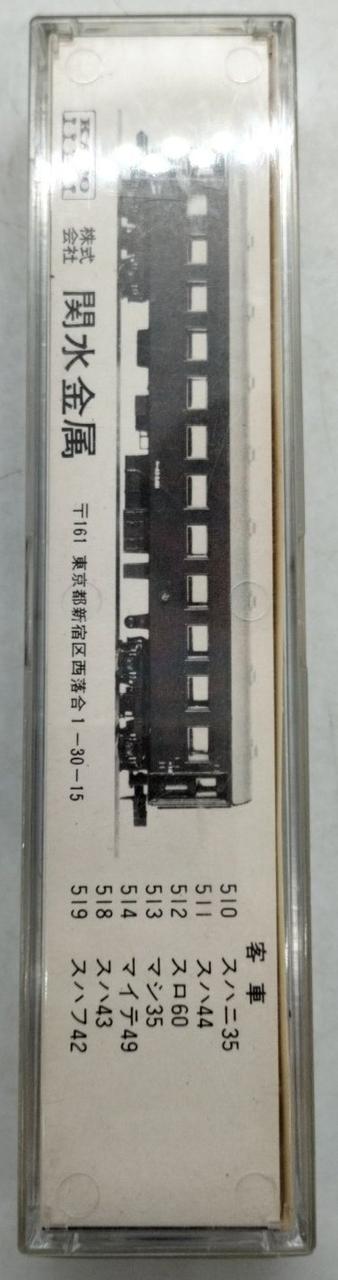 KATO
客車
510 スハニ35
511 スハ44
512 スロ60
513 マシ35
514 マイテ49
518 スハ43
519 スハフ42
株式会社 関水金属 〒161 東京都新宿区西落合1-30-15